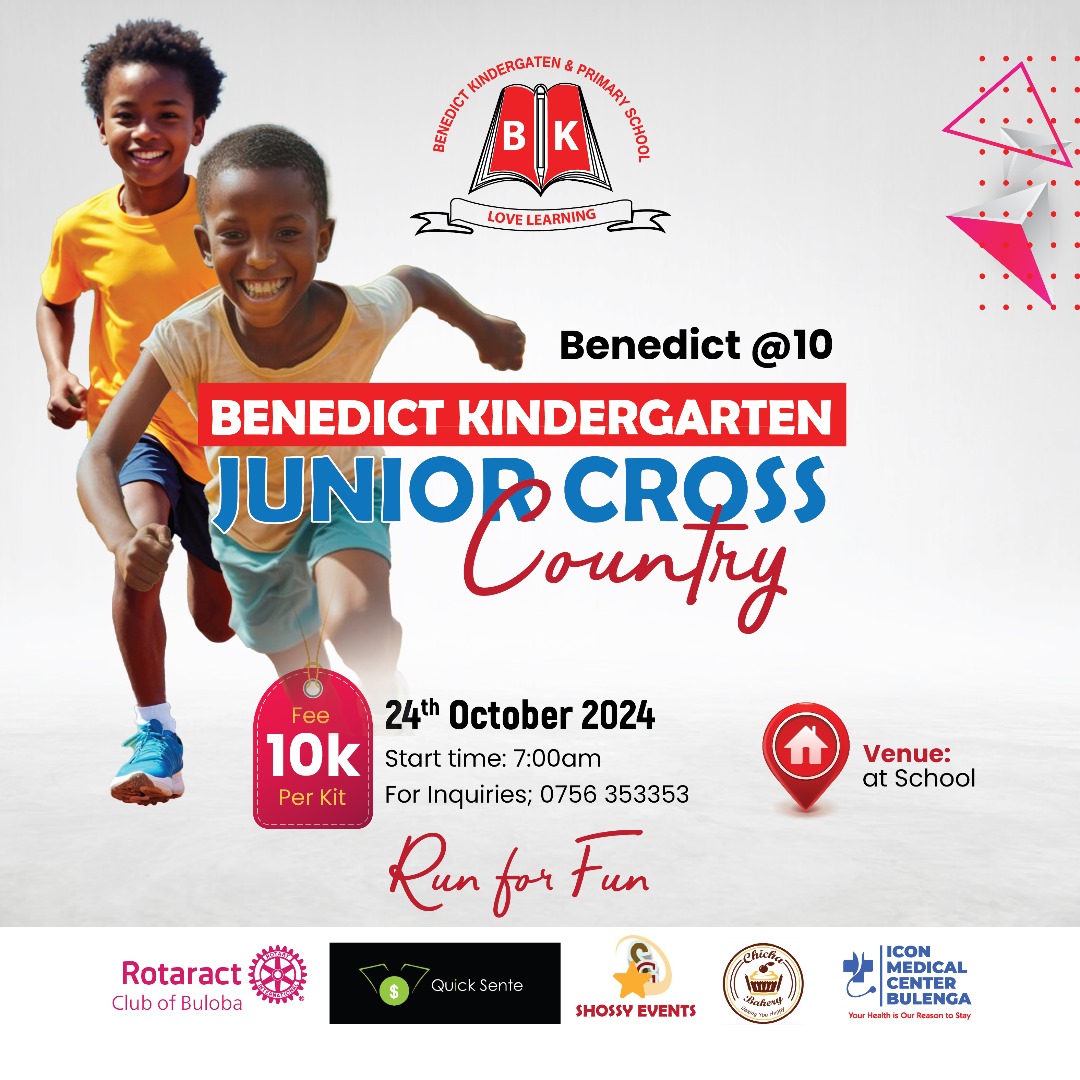 BENEDICT KINDERGATEN & PRIMARY SCHOOL
B K
LOVE LEARNING
Benedict @10
BENEDICT KINDERGARTEN
JUNIOR CROSS
Country
Fee
10k
Per Kit
24th October 2024
Start time: 7:00am
For Inquiries; 0756 353353
Venue:
at School
Run for Fun
Rotaract
Club of Buloba
ROTARY
INTERNATIONAL
$
Quick Sente
SHOSSY EVENTS
Chicha
Bakery
ICON
MEDICAL
CENTER
BULENGA
Your Health is Our Reason to Stay